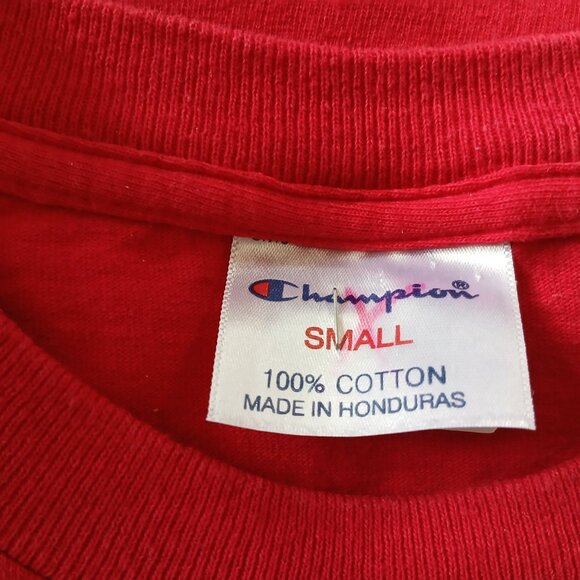 Champion®
SMALL
100% COTTON
MADE IN HONDURAS